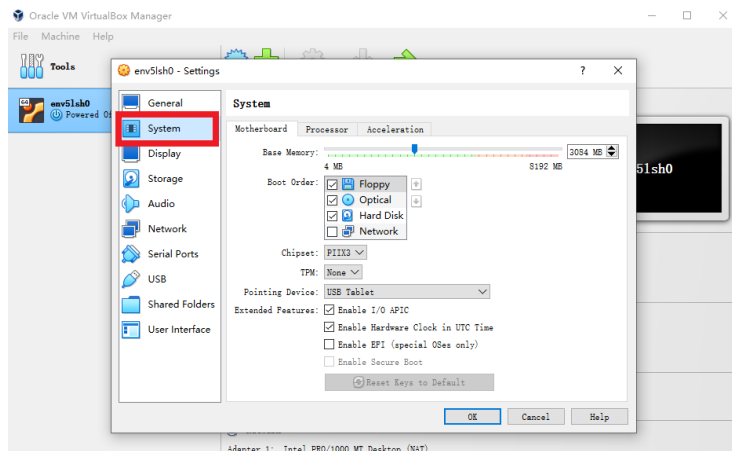 Oracle VM VirtualBox Manager
File Machine Help
Tools
env5lsh0
Powered Of
env5lsh0 - Settings
?
General
System
Display
Storage
Audio
Network
Serial Ports
USB
Shared Folders
User Interface
System
Motherboard Processor Acceleration
Base Memory: 3084 MB
4 MB 8192 MB
Boot Order: Floppy
Optical
Hard Disk
Network
Chipset: PIIX3
TPM: None
Pointing Device: USB Tablet
Extended Features: Enable I/O APIC
Enable Hardware Clock in UTC Time
Enable EFI (special OSes only)
Enable Secure Boot
Reset Keys to Default
OK Cancel Help
5lsh0
Adapter 1: Intel PRO/1000 MT Desktop (NAT)